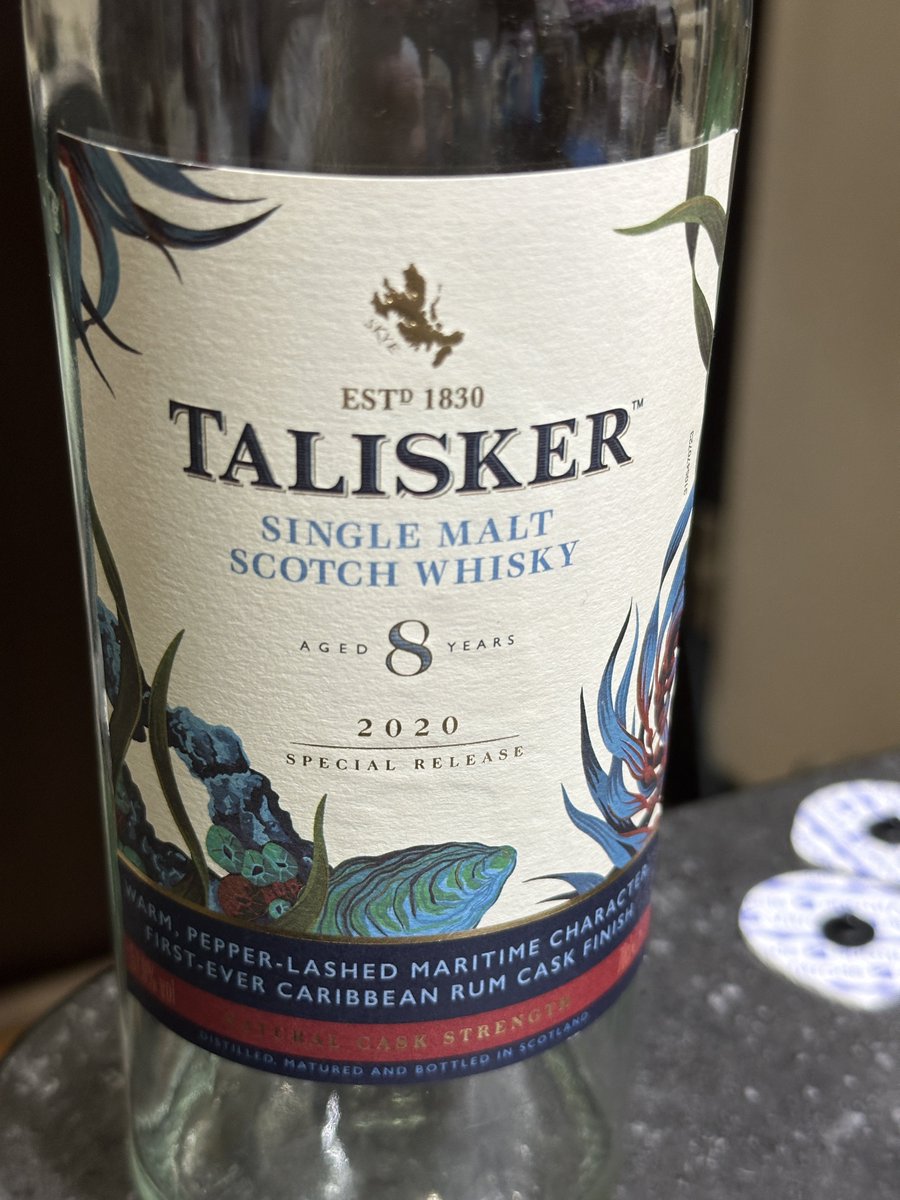 SKYE
ESTD 1830
TALISKER™
SINGLE MALT
SCOTCH WHISKY
AGED 8 YEARS
2020
SPECIAL RELEASE
WARM, PEPPER-LASHED MARITIME CHARACTER
FIRST-EVER CARIBBEAN RUM CASK FINISH
NATURAL CASK STRENGTH
DISTILLED, MATURED AND BOTTLED IN SCOTLAND